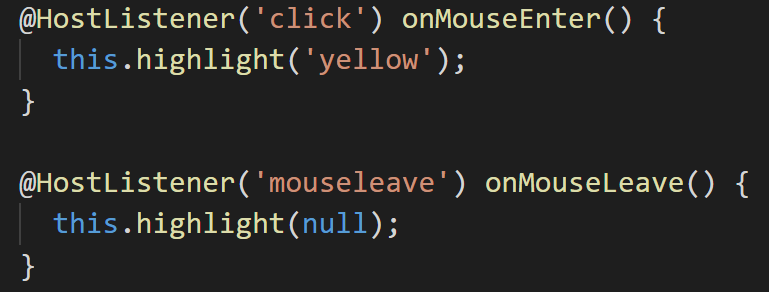 @HostListener('click') onMouseEnter() {
this.highlight('yellow');
}
@HostListener('mouseleave') onMouseLeave() {
this.highlight(null);
}